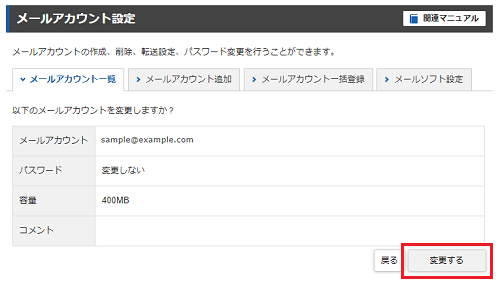 メールアカウント設定
関連マニュアル
メールアカウントの作成、削除、転送設定、パスワード変更を行うことができます。
メールアカウント一覧 メールアカウント追加 メールアカウント一括登録 メールソフト設定
以下のメールアカウントを変更しますか？
メールアカウント sample@example.com
パスワード 変更しない
容量 400MB
コメント
戻る 変更する